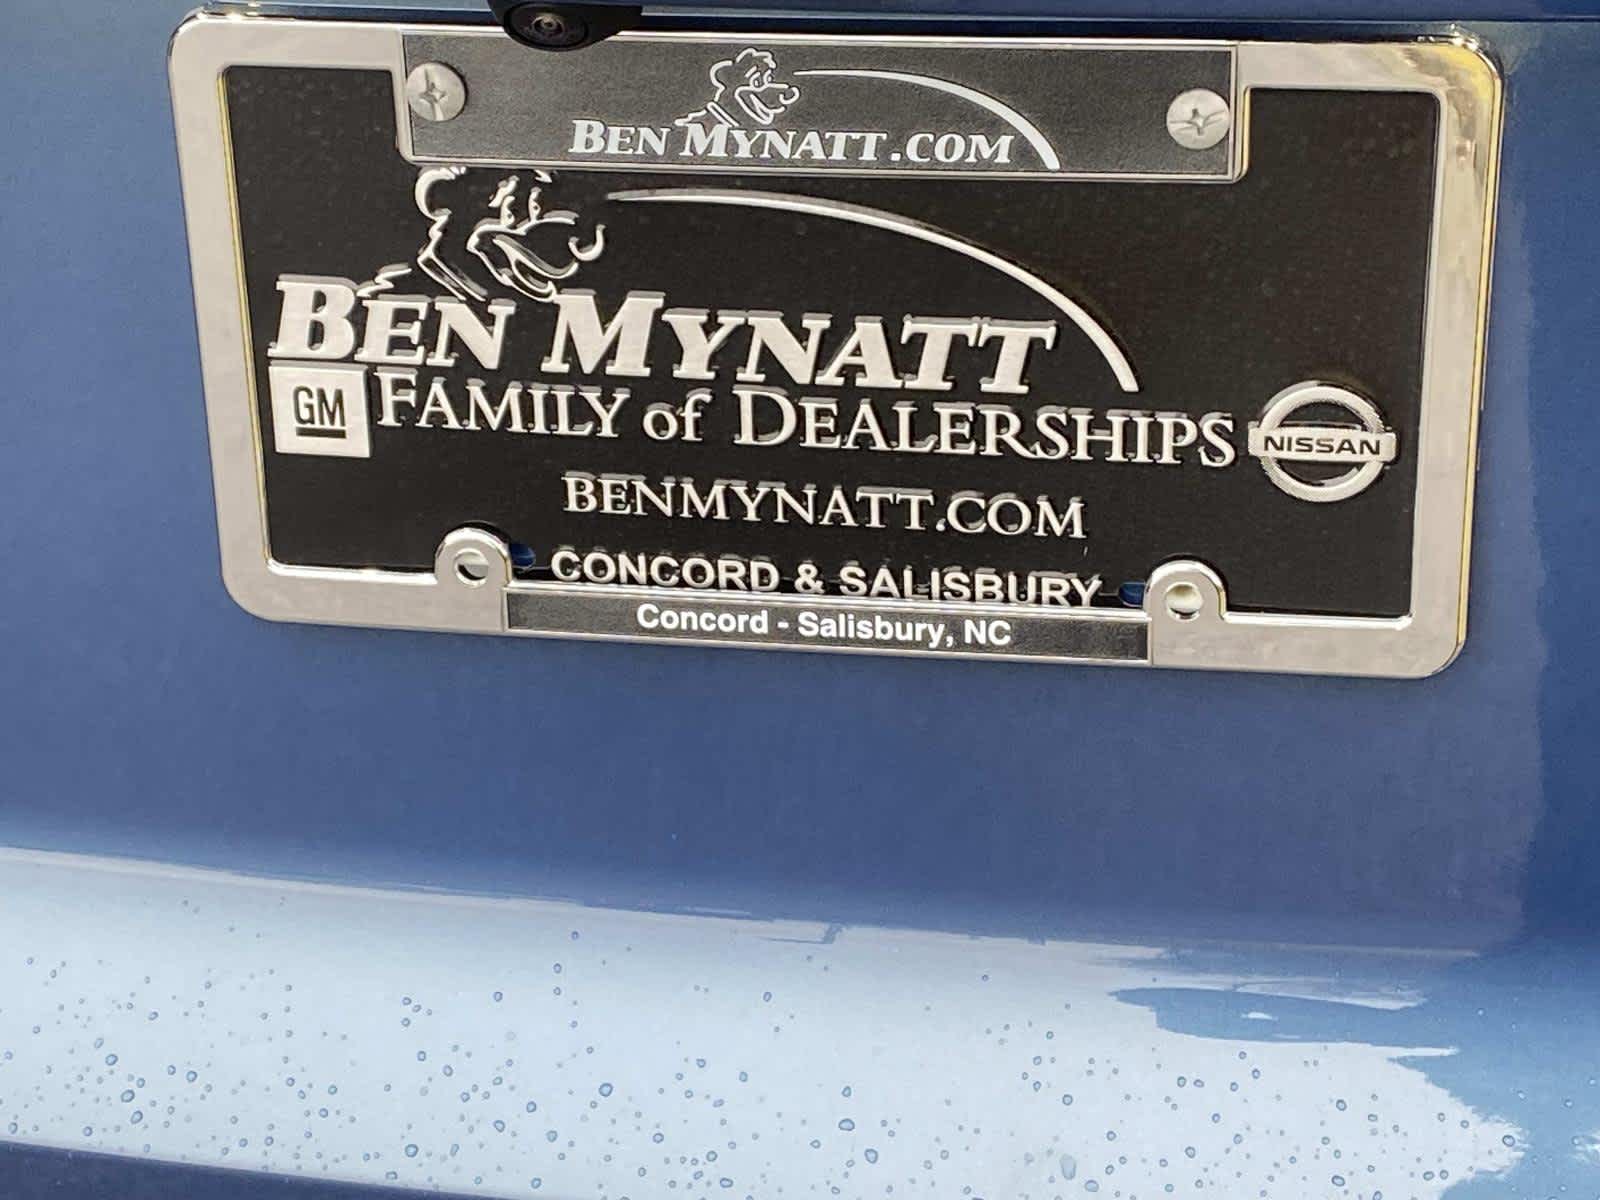 BEN MYNATT.COM
BEN MYNATT
GM FAMILY of DEALERSHIPS NISSAN
BENMYNATT.COM
CONCORD & SALISBURY
Concord - Salisbury, NC